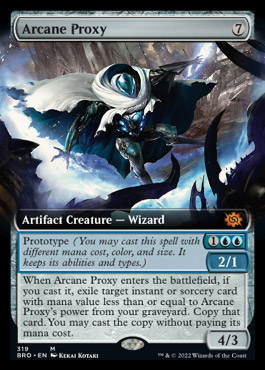 Arcane Proxy 7
Artifact Creature — Wizard
Prototype (You may cast this spell with 1
different mana cost, color, and size. It
keeps its abilities and types.) 2/1
When Arcane Proxy enters the battlefield, if
you cast it, exile target instant or sorcery card
with mana value less than or equal to Arcane
Proxy's power from your graveyard. Copy that
card. You may cast the copy without paying its
mana cost.
4/3
319 M
BRO • EN KEKAI KOTAKI ™ & © 2022 Wizards of the Coast